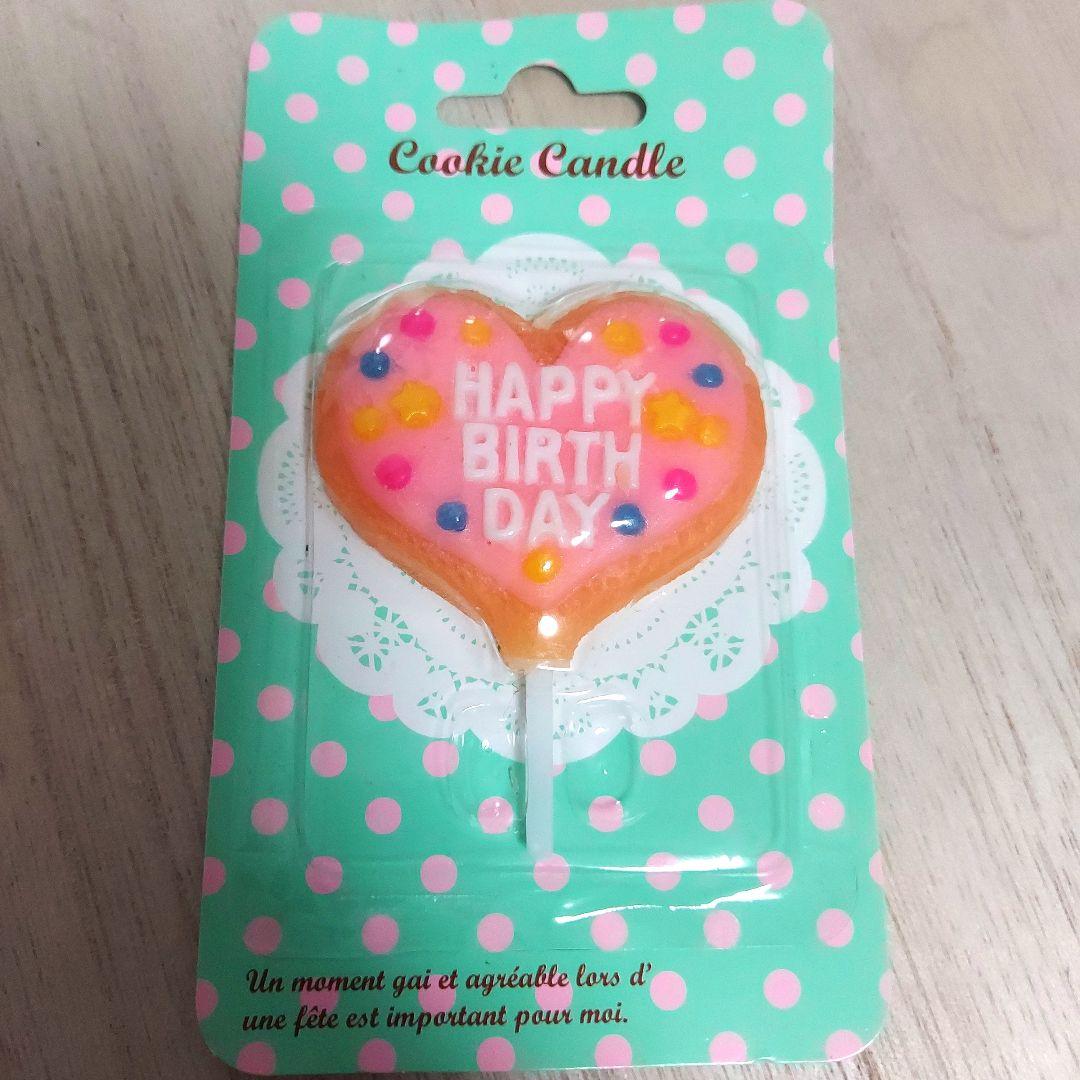 Cookie Candle
HAPPY
BIRTH
DAY
Un moment gai et agréable lors d'
une fête est important pour moi.